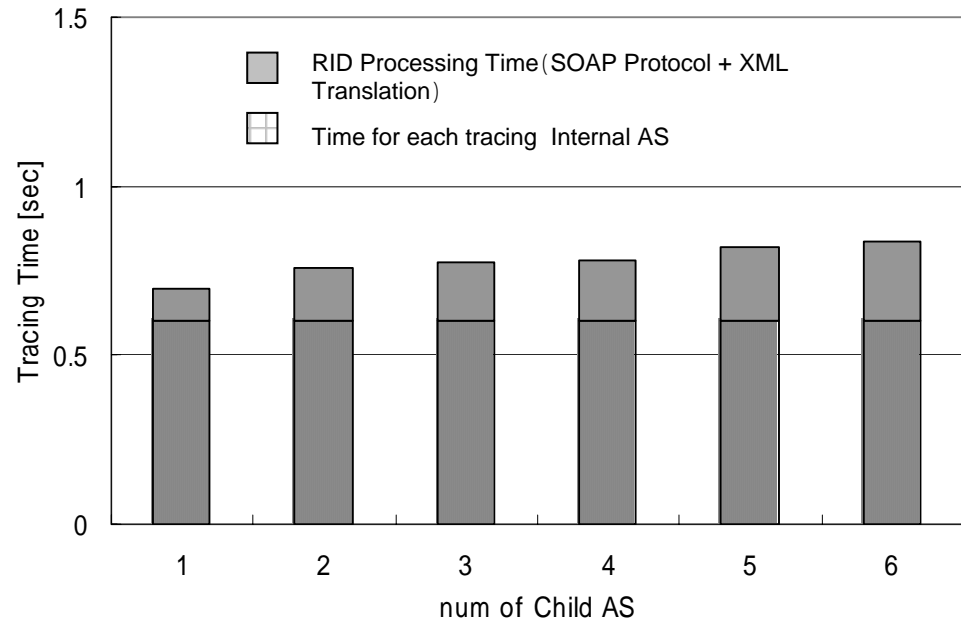 1.5
RID Processing Time(SOAP Protocol + XML
Translation)
Time for each tracing Internal AS
1
0.5
0
Tracing Time [sec]
1 2 3 4 5 6
num of Child AS